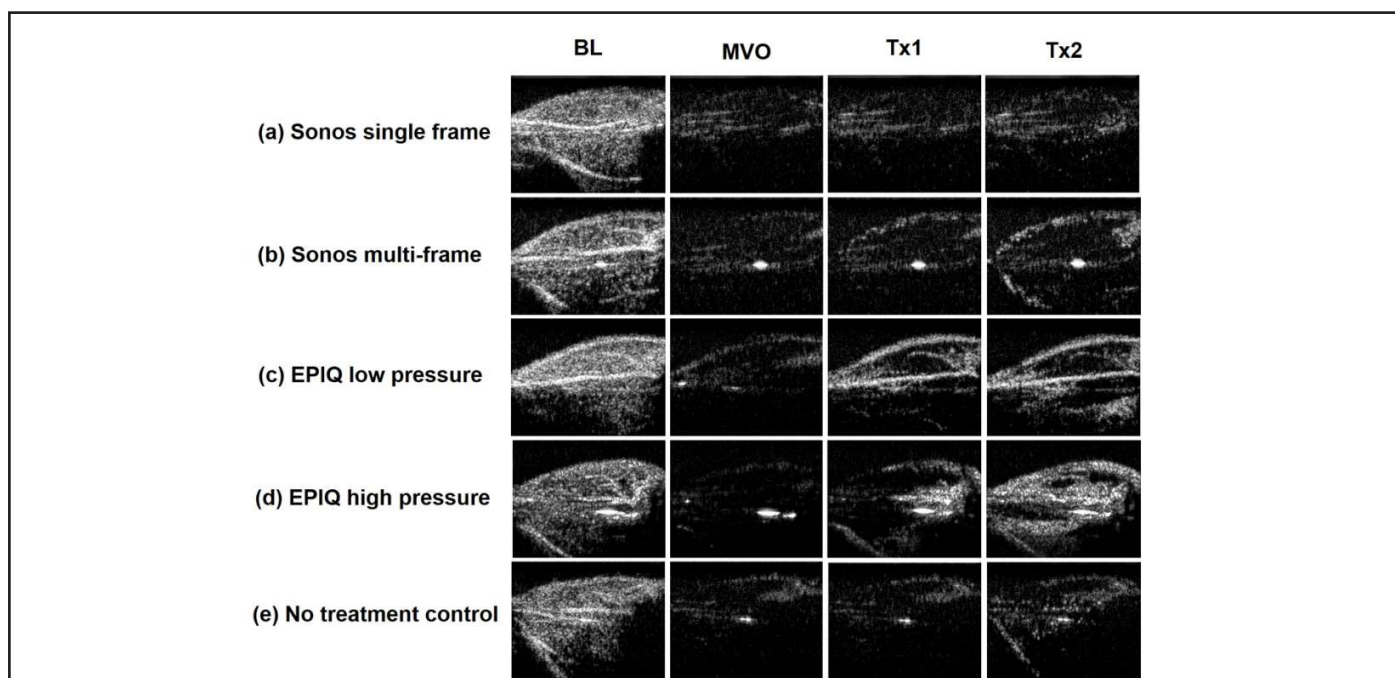 BL MVO Tx1 Tx2
(a) Sonos single frame
(b) Sonos multi-frame
(c) EPIQ low pressure
(d) EPIQ high pressure
(e) No treatment control